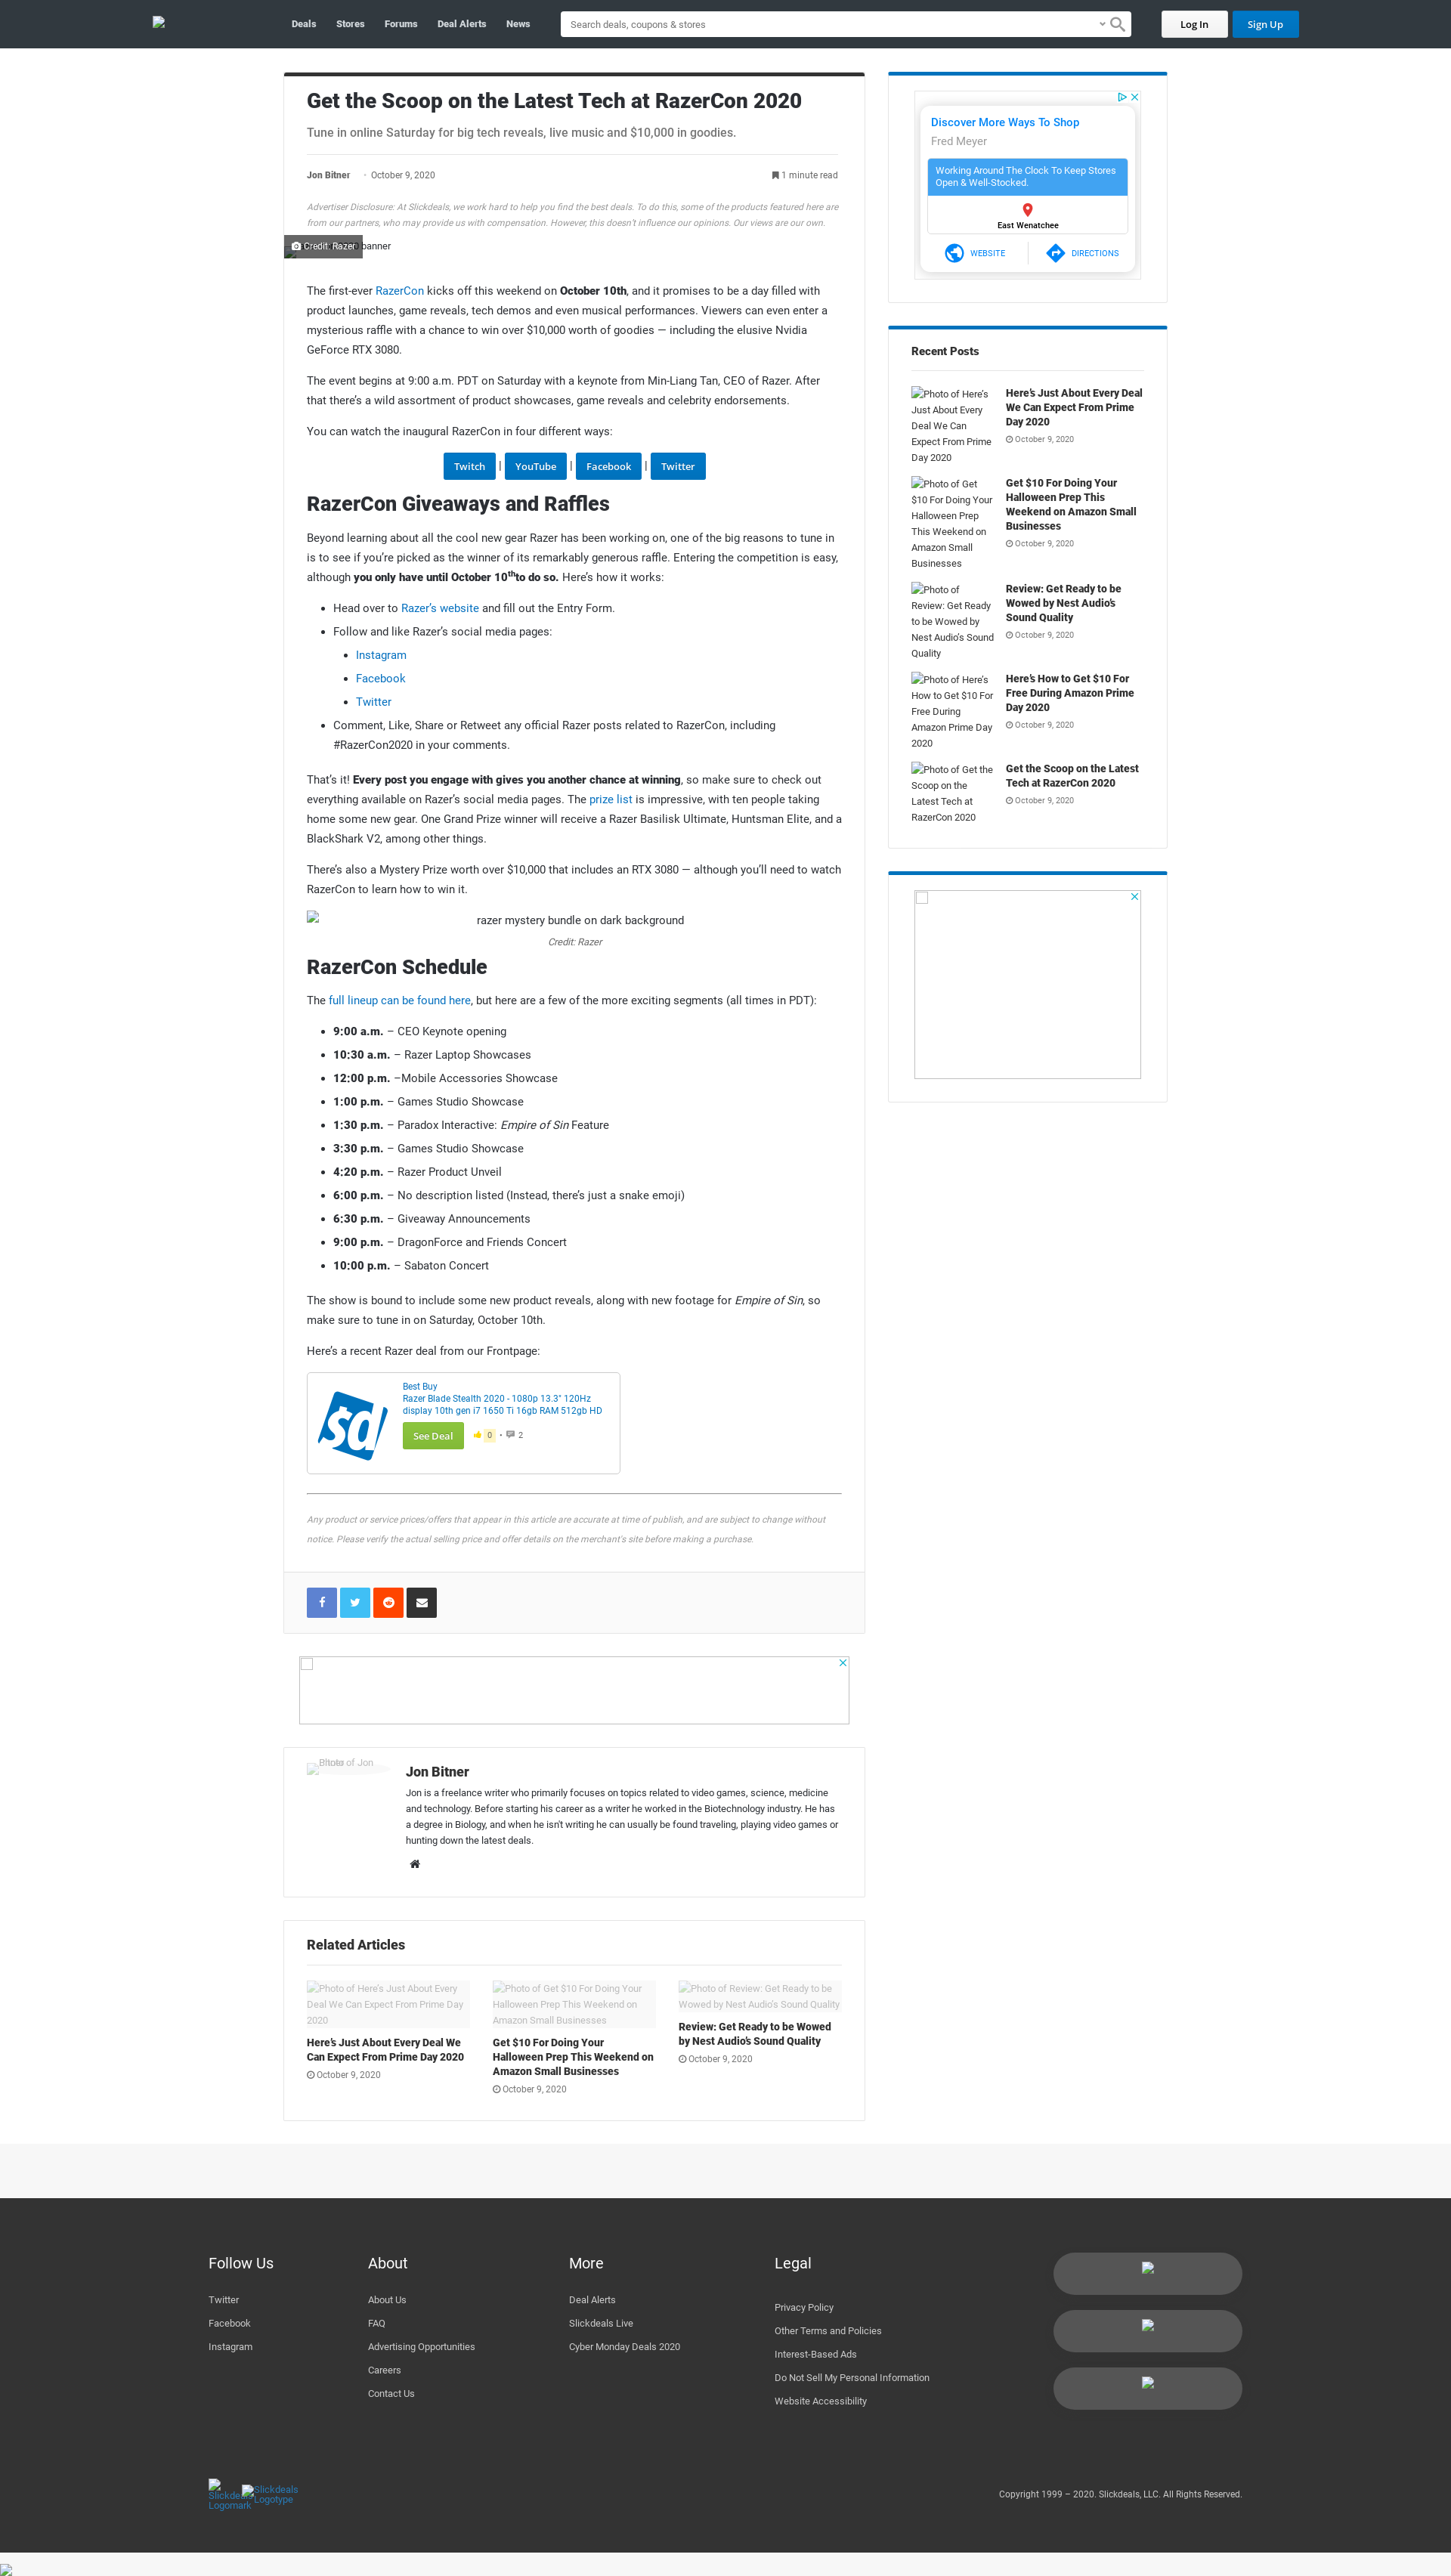 Deals Stores Forums Deal Alerts News
Search deals, coupons & stores
Log In
Sign Up
Get the Scoop on the Latest Tech at RazerCon 2020
Tune in online Saturday for big tech reveals, live music and $10,000 in goodies.
Jon Bitner · October 9, 2020
1 minute read
Advertiser Disclosure: At Slickdeals, we work hard to help you find the best deals. To do this, some of the products featured here are
from our partners, who may provide us with compensation. However, this doesn't influence our opinions. Our views are our own.
Credit: Razer banner
The first-ever RazerCon kicks off this weekend on October 10th, and it promises to be a day filled with
product launches, game reveals, tech demos and even musical performances. Viewers can even enter a
mysterious raffle with a chance to win over $10,000 worth of goodies — including the elusive Nvidia
GeForce RTX 3080.
The event begins at 9:00 a.m. PDT on Saturday with a keynote from Min-Liang Tan, CEO of Razer. After
that there's a wild assortment of product showcases, game reveals and celebrity endorsements.
You can watch the inaugural RazerCon in four different ways:
Twitch | YouTube | Facebook | Twitter
RazerCon Giveaways and Raffles
Beyond learning about all the cool new gear Razer has been working on, one of the big reasons to tune in
is to see if you're picked as the winner of its remarkably generous raffle. Entering the competition is easy,
although you only have until October 10th to do so. Here's how it works:
• Head over to Razer's website and fill out the Entry Form.
• Follow and like Razer's social media pages:
• Instagram
• Facebook
• Twitter
• Comment, Like, Share or Retweet any official Razer posts related to RazerCon, including
#RazerCon2020 in your comments.
That's it! Every post you engage with gives you another chance at winning, so make sure to check out
everything available on Razer's social media pages. The prize list is impressive, with ten people taking
home some new gear. One Grand Prize winner will receive a Razer Basilisk Ultimate, Huntsman Elite, and a
BlackShark V2, among other things.
There's also a Mystery Prize worth over $10,000 that includes an RTX 3080 — although you'll need to watch
RazerCon to learn how to win it.
razer mystery bundle on dark background
Credit: Razer
RazerCon Schedule
The full lineup can be found here, but here are a few of the more exciting segments (all times in PDT):
• 9:00 a.m. – CEO Keynote opening
• 10:30 a.m. – Razer Laptop Showcases
• 12:00 p.m. –Mobile Accessories Showcase
• 1:00 p.m. – Games Studio Showcase
• 1:30 p.m. – Paradox Interactive: Empire of Sin Feature
• 3:30 p.m. – Games Studio Showcase
• 4:20 p.m. – Razer Product Unveil
• 6:00 p.m. – No description listed (Instead, there's just a snake emoji)
• 6:30 p.m. – Giveaway Announcements
• 9:00 p.m. – DragonForce and Friends Concert
• 10:00 p.m. – Sabaton Concert
The show is bound to include some new product reveals, along with new footage for Empire of Sin, so
make sure to tune in on Saturday, October 10th.
Here's a recent Razer deal from our Frontpage:
sd
Best Buy
Razer Blade Stealth 2020 - 1080p 13.3" 120Hz
display 10th gen i7 1650 Ti 16gb RAM 512gb HD
See Deal
0 • 2
Any product or service prices/offers that appear in this article are accurate at time of publish, and are subject to change without
notice. Please verify the actual selling price and offer details on the merchant's site before making a purchase.
Photo of Jon
Jon Bitner
Jon is a freelance writer who primarily focuses on topics related to video games, science, medicine
and technology. Before starting his career as a writer he worked in the Biotechnology industry. He has
a degree in Biology, and when he isn't writing he can usually be found traveling, playing video games or
hunting down the latest deals.
Related Articles
Photo of Here's Just About Every
Deal We Can Expect From Prime Day
2020
Here's Just About Every Deal We
Can Expect From Prime Day 2020
October 9, 2020
Photo of Get $10 For Doing Your
Halloween Prep This Weekend on
Amazon Small Businesses
Get $10 For Doing Your
Halloween Prep This Weekend on
Amazon Small Businesses
October 9, 2020
Photo of Review: Get Ready to be
Wowed by Nest Audio's Sound Quality
Review: Get Ready to be Wowed
by Nest Audio's Sound Quality
October 9, 2020
Discover More Ways To Shop
Fred Meyer
Working Around The Clock To Keep Stores
Open & Well-Stocked.
East Wenatchee
WEBSITE
DIRECTIONS
Recent Posts
Photo of Here's
Just About Every
Deal We Can
Expect From Prime
Day 2020
Here's Just About Every Deal
We Can Expect From Prime
Day 2020
October 9, 2020
Photo of Get
$10 For Doing Your
Halloween Prep
This Weekend on
Amazon Small
Businesses
Get $10 For Doing Your
Halloween Prep This
Weekend on Amazon Small
Businesses
October 9, 2020
Photo of
Review: Get Ready
to be Wowed by
Nest Audio's Sound
Quality
Review: Get Ready to be
Wowed by Nest Audio's
Sound Quality
October 9, 2020
Photo of Here's
How to Get $10 For
Free During
Amazon Prime Day
2020
Here's How to Get $10 For
Free During Amazon Prime
Day 2020
October 9, 2020
Photo of Get the
Scoop on the
Latest Tech at
RazerCon 2020
Get the Scoop on the Latest
Tech at RazerCon 2020
October 9, 2020
Follow Us
Twitter
Facebook
Instagram
About
About Us
FAQ
Advertising Opportunities
Careers
Contact Us
More
Deal Alerts
Slickdeals Live
Cyber Monday Deals 2020
Legal
Privacy Policy
Other Terms and Policies
Interest-Based Ads
Do Not Sell My Personal Information
Website Accessibility
Slickdeals
Logomark
Slickdeals
Logotype
Copyright 1999 – 2020. Slickdeals, LLC. All Rights Reserved.